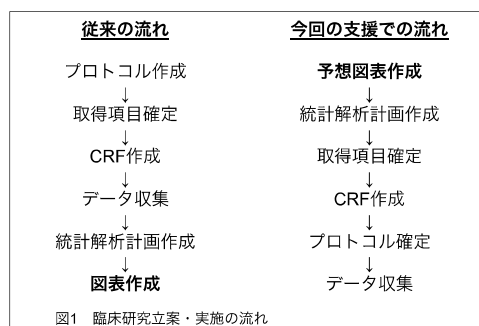 従来の流れ
プロトコル作成
↓
取得項目確定
↓
CRF作成
↓
データ収集
↓
統計解析計画作成
↓
図表作成
今回の支援での流れ
予想図表作成
↓
統計解析計画作成
↓
取得項目確定
↓
CRF作成
↓
プロトコル確定
↓
データ収集
図1 臨床研究立案・実施の流れ